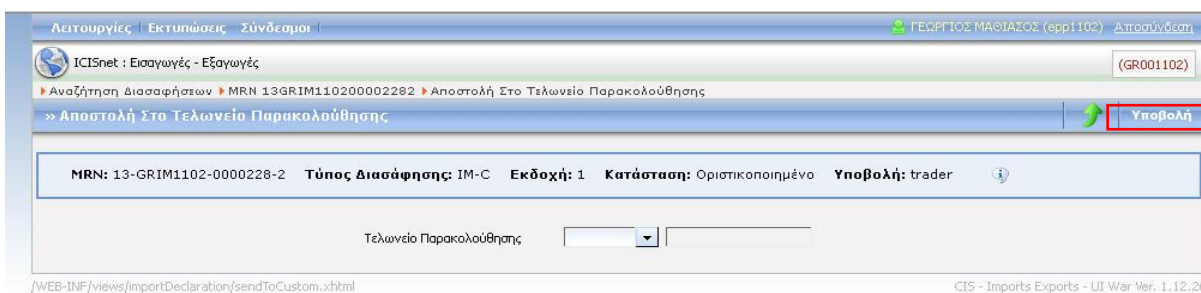 Λειτουργίες Εκτυπώσεις Σύνδεσμοι ΓΕΩΡΓΙΟΣ ΜΑΘΙΑΣΟΣ (epp1102) Αποσύνδεση
ICISnet : Εισαγωγές - Εξαγωγές (GR001102)
Αναζήτηση Διασαφήσεων MRN 13GRIM110200002282 Αποστολή Στο Τελωνείο Παρακολούθησης
» Αποστολή Στο Τελωνείο Παρακολούθησης Υποβολή
MRN: 13-GRIM1102-0000228-2 Τύπος Διασάφησης: IM-C Εκδοχή: 1 Κατάσταση: Οριστικοποιημένο Υποβολή: trader
Τελωνείο Παρακολούθησης
/WEB-INF/views/importDeclaration/sendToCustom.xhtml CIS - Imports Exports - UI War Ver. 1.12.2